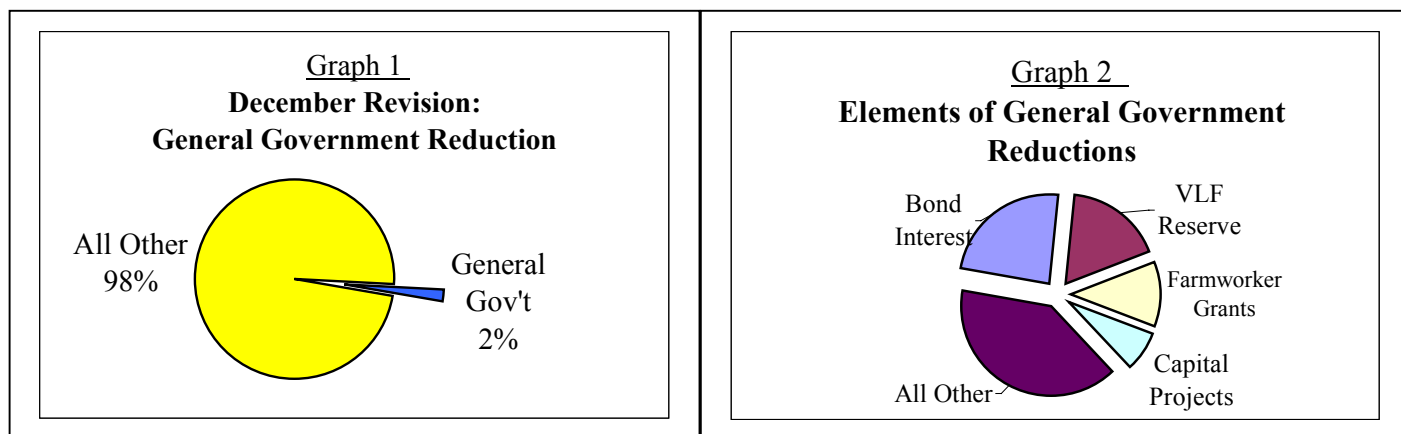 Graph 1
December Revision:
General Government Reduction
All Other
98%
General
Gov't
2%
Graph 2
Elements of General Government
Reductions
Bond
Interest
VLF
Reserve
Farmworker
Grants
Capital
Projects
All Other